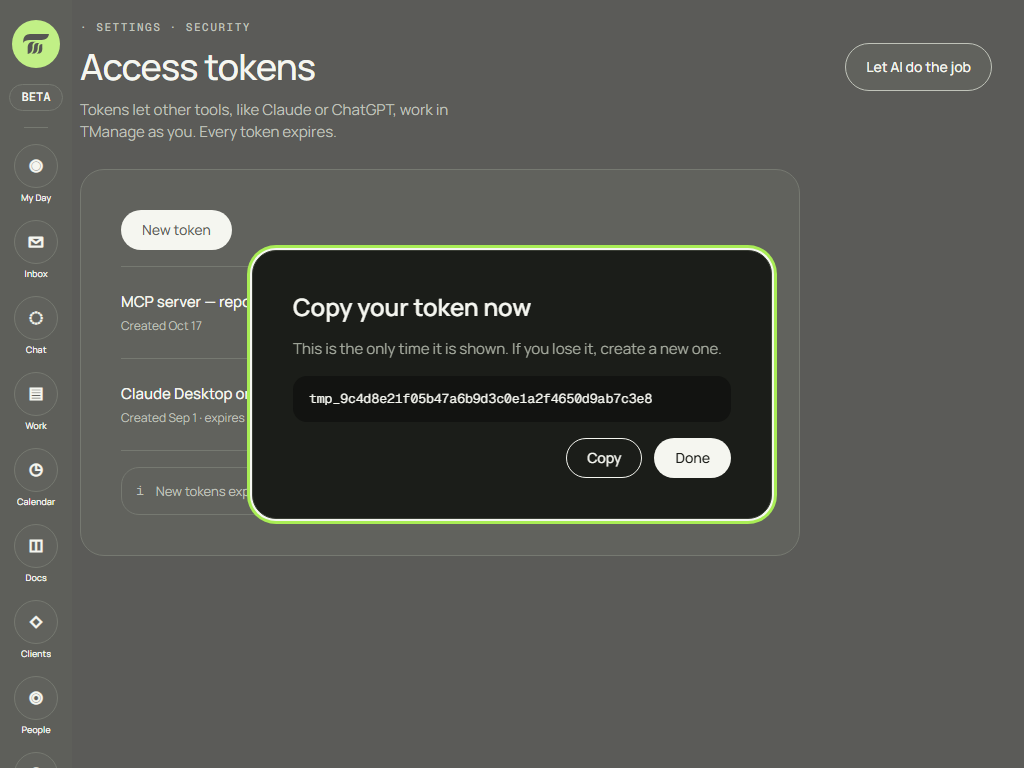 · SETTINGS · SECURITY
Access tokens
Tokens let other tools, like Claude or ChatGPT, work in
TManage as you. Every token expires.
Let AI do the job
BETA
My Day
Inbox
Chat
Work
Calendar
Docs
Clients
People
New token
MCP server —
Created Oct 17
Claude Desktop
Created Sep 1 · expires
i New tokens
Copy your token now
This is the only time it is shown. If you lose it, create a new one.
tmp_9c4d8e21f05b47a6b9d3c0e1a2f4650d9ab7c3e8
Copy
Done